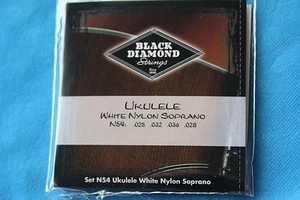 BLACK
DIAMOND
Strings
UKULELE
WHITE NYLON SOPRANO
N54: .025 .032 .036 .028
Set N54 Ukulele White Nylon Soprano